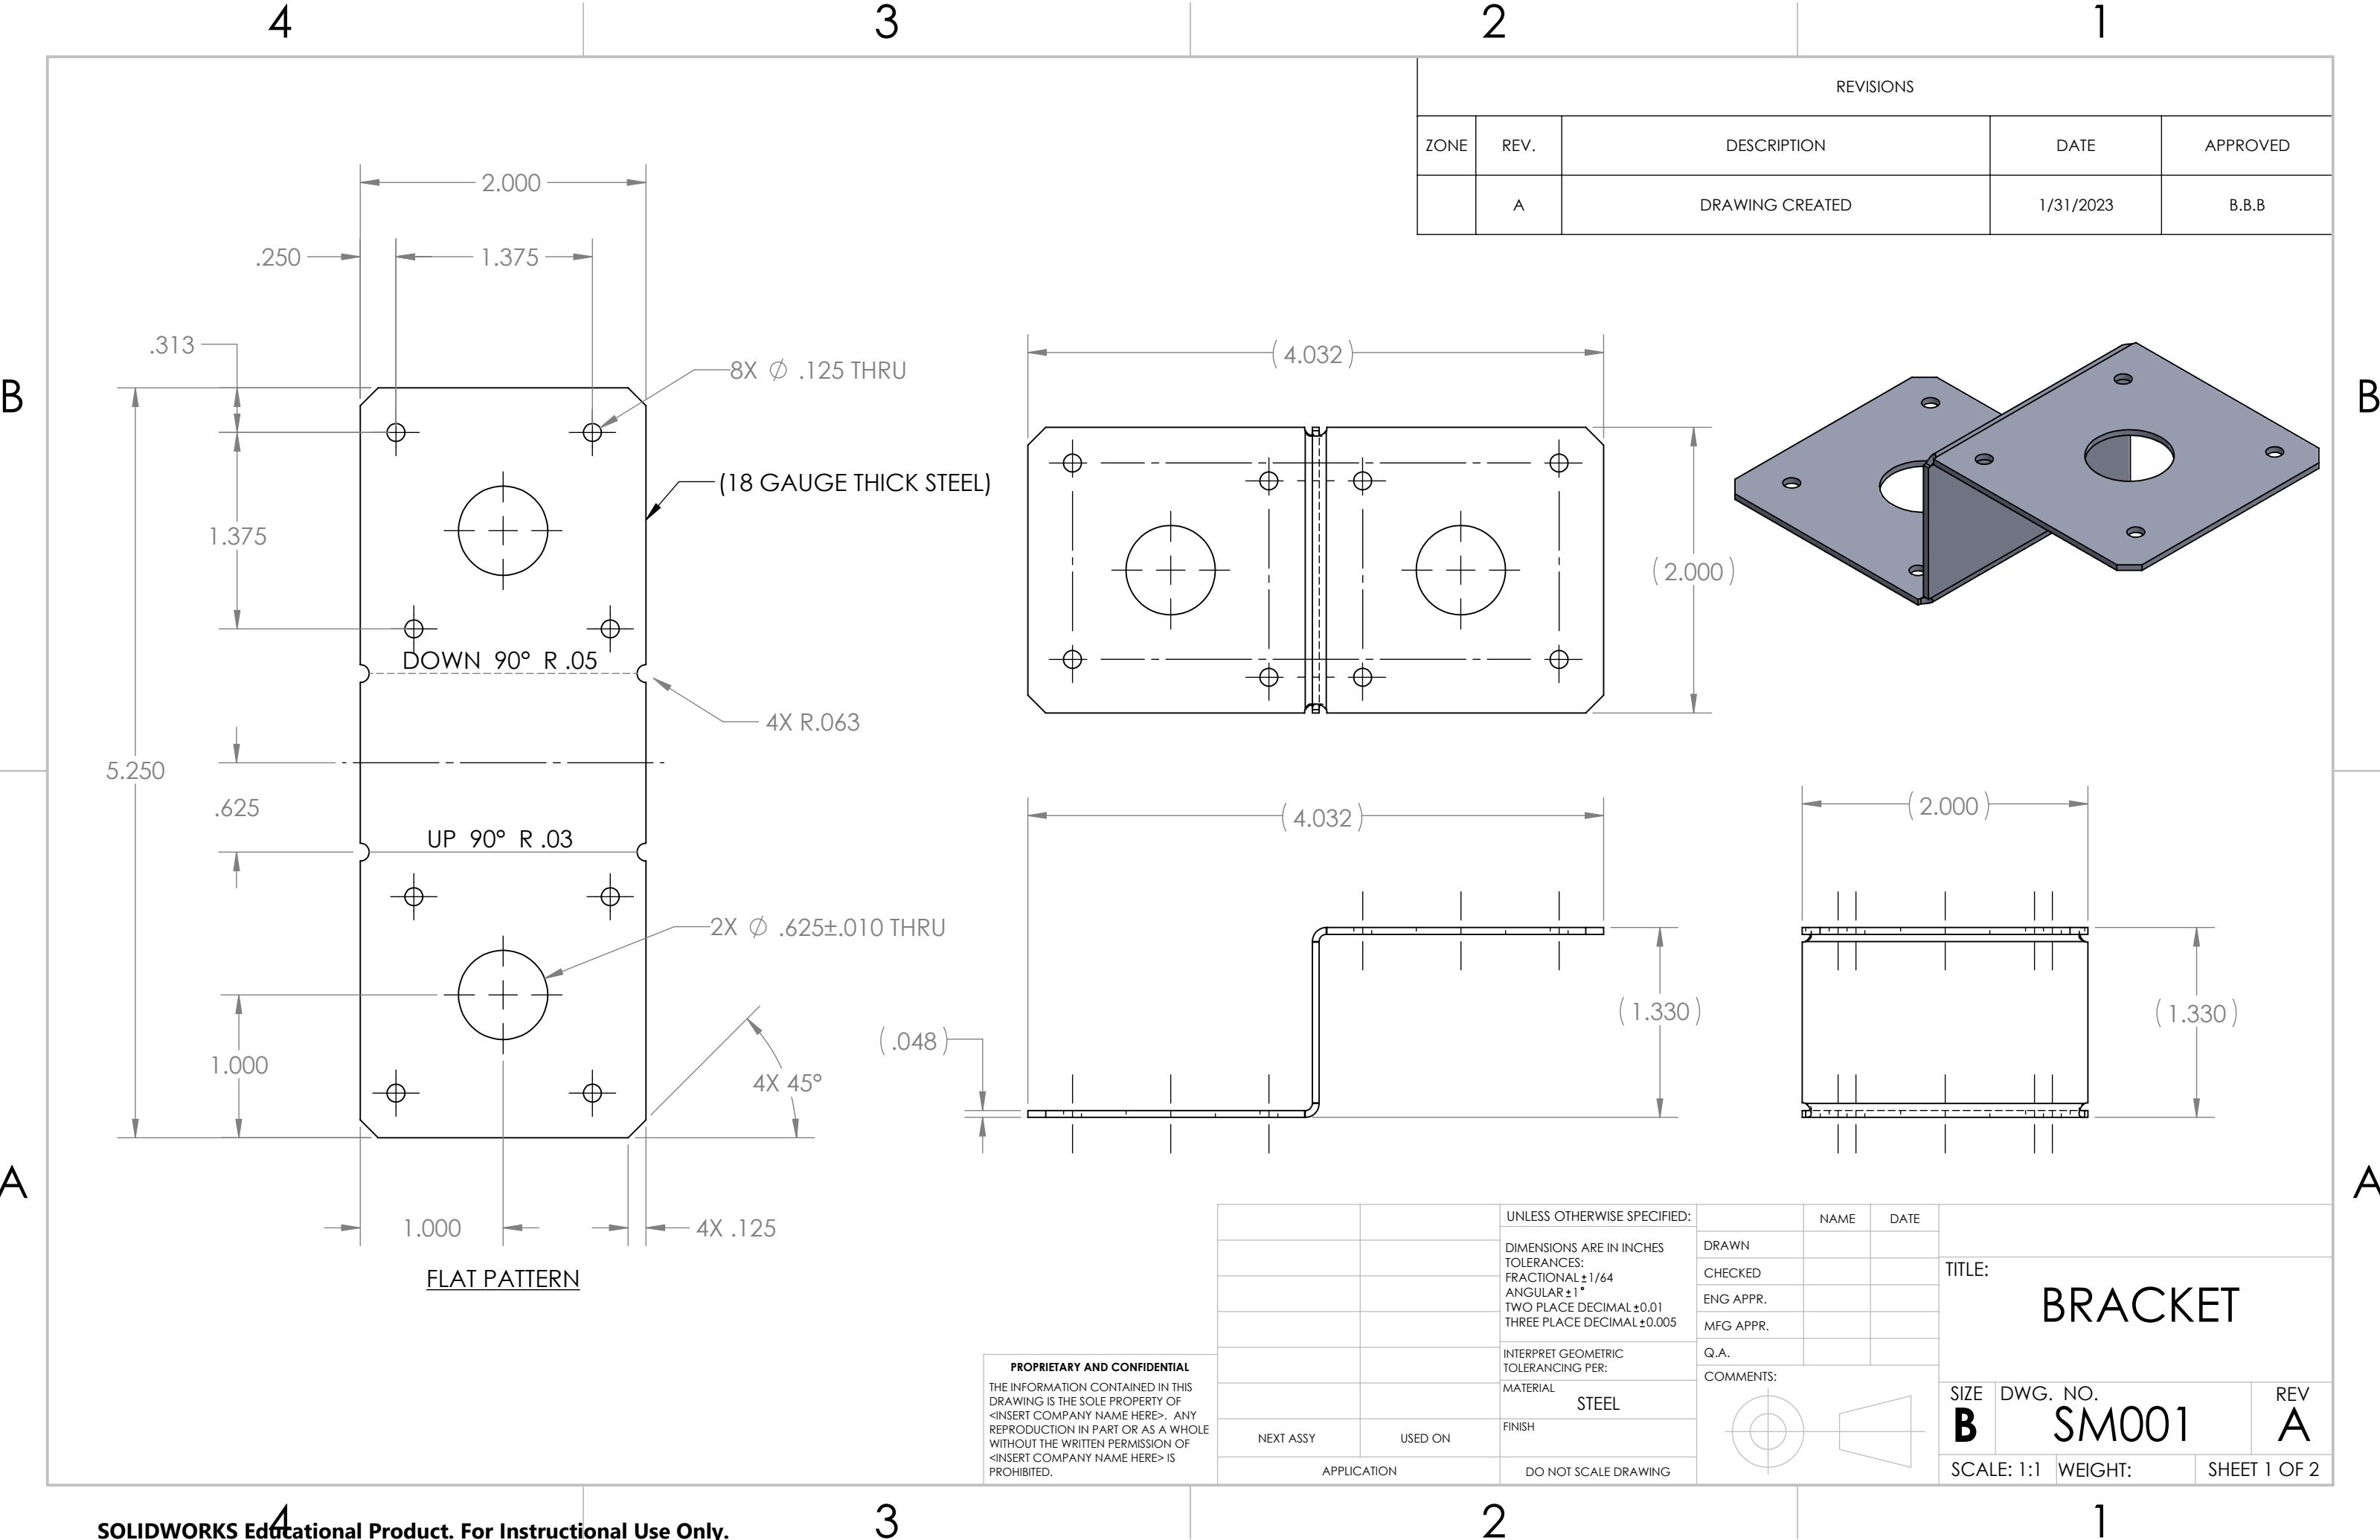 4 3 2 1
REVISIONS
ZONE REV. DESCRIPTION DATE APPROVED
A DRAWING CREATED 1/31/2023 B.B.B
2.000
.250 1.375
.313
8X Ø .125 THRU
(18 GAUGE THICK STEEL)
1.375
DOWN 90° R .05
4X R.063
5.250
.625
UP 90° R .03
2X Ø .625±.010 THRU
1.000
4X 45°
1.000
4X .125
FLAT PATTERN
(4.032)
(2.000)
(4.032)
(1.330)
(.048)
(2.000)
(1.330)
B B
A A
PROPRIETARY AND CONFIDENTIAL
THE INFORMATION CONTAINED IN THIS
DRAWING IS THE SOLE PROPERTY OF
<INSERT COMPANY NAME HERE>. ANY
REPRODUCTION IN PART OR AS A WHOLE
WITHOUT THE WRITTEN PERMISSION OF
<INSERT COMPANY NAME HERE> IS
PROHIBITED.
NEXT ASSY USED ON
APPLICATION
UNLESS OTHERWISE SPECIFIED:
DIMENSIONS ARE IN INCHES
TOLERANCES:
FRACTIONAL ±1/64
ANGULAR ±1°
TWO PLACE DECIMAL ±0.01
THREE PLACE DECIMAL ±0.005
INTERPRET GEOMETRIC
TOLERANCING PER:
MATERIAL
STEEL
FINISH
DO NOT SCALE DRAWING
NAME DATE
DRAWN
CHECKED
ENG APPR.
MFG APPR.
Q.A.
COMMENTS:
TITLE:
BRACKET
SIZE DWG. NO. REV
B SM001 A
SCALE: 1:1 WEIGHT: SHEET 1 OF 2
4 3 2 1
SOLIDWORKS Educational Product. For Instructional Use Only.